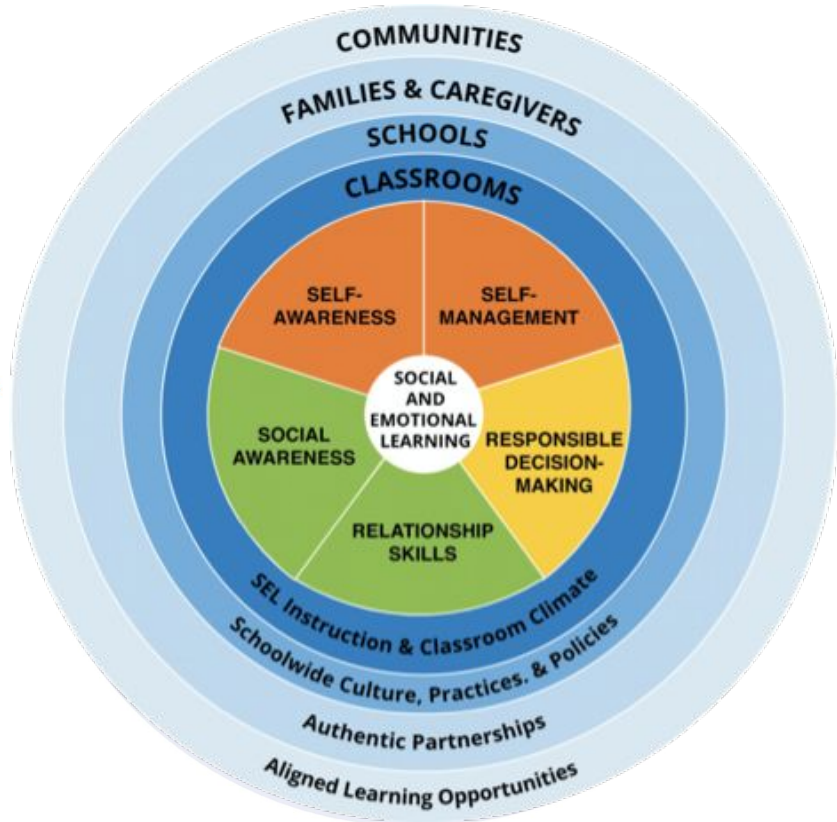 COMMUNITIES
FAMILIES & CAREGIVERS
SCHOOLS
CLASSROOMS
SELF-
AWARENESS
SELF-
MANAGEMENT
SOCIAL
AND
EMOTIONAL
LEARNING
SOCIAL
AWARENESS
RESPONSIBLE
DECISION-
MAKING
RELATIONSHIP
SKILLS
SEL Instruction & Classroom Climate
Schoolwide Culture, Practices. & Policies
Authentic Partnerships
Aligned Learning Opportunities